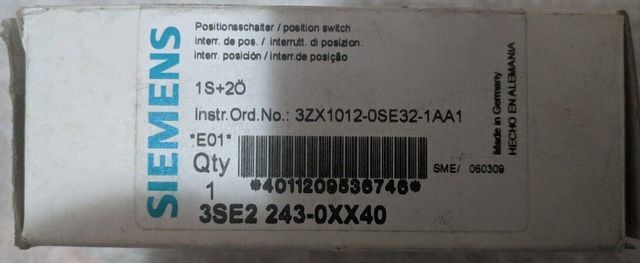 SIEMENS
Positionsschalter / position switch
interr. de pos. / interrutt. di posizion.
interr. posición / interr.de posição
1S+2Ö
Instr.Ord.No.: 3ZX1012-0SE32-1AA1
*E01*
Qty
1
*4011209536746*
SME/ 060309
3SE2 243-0XX40
Made in Germany
HECHO EN ALEMANIA